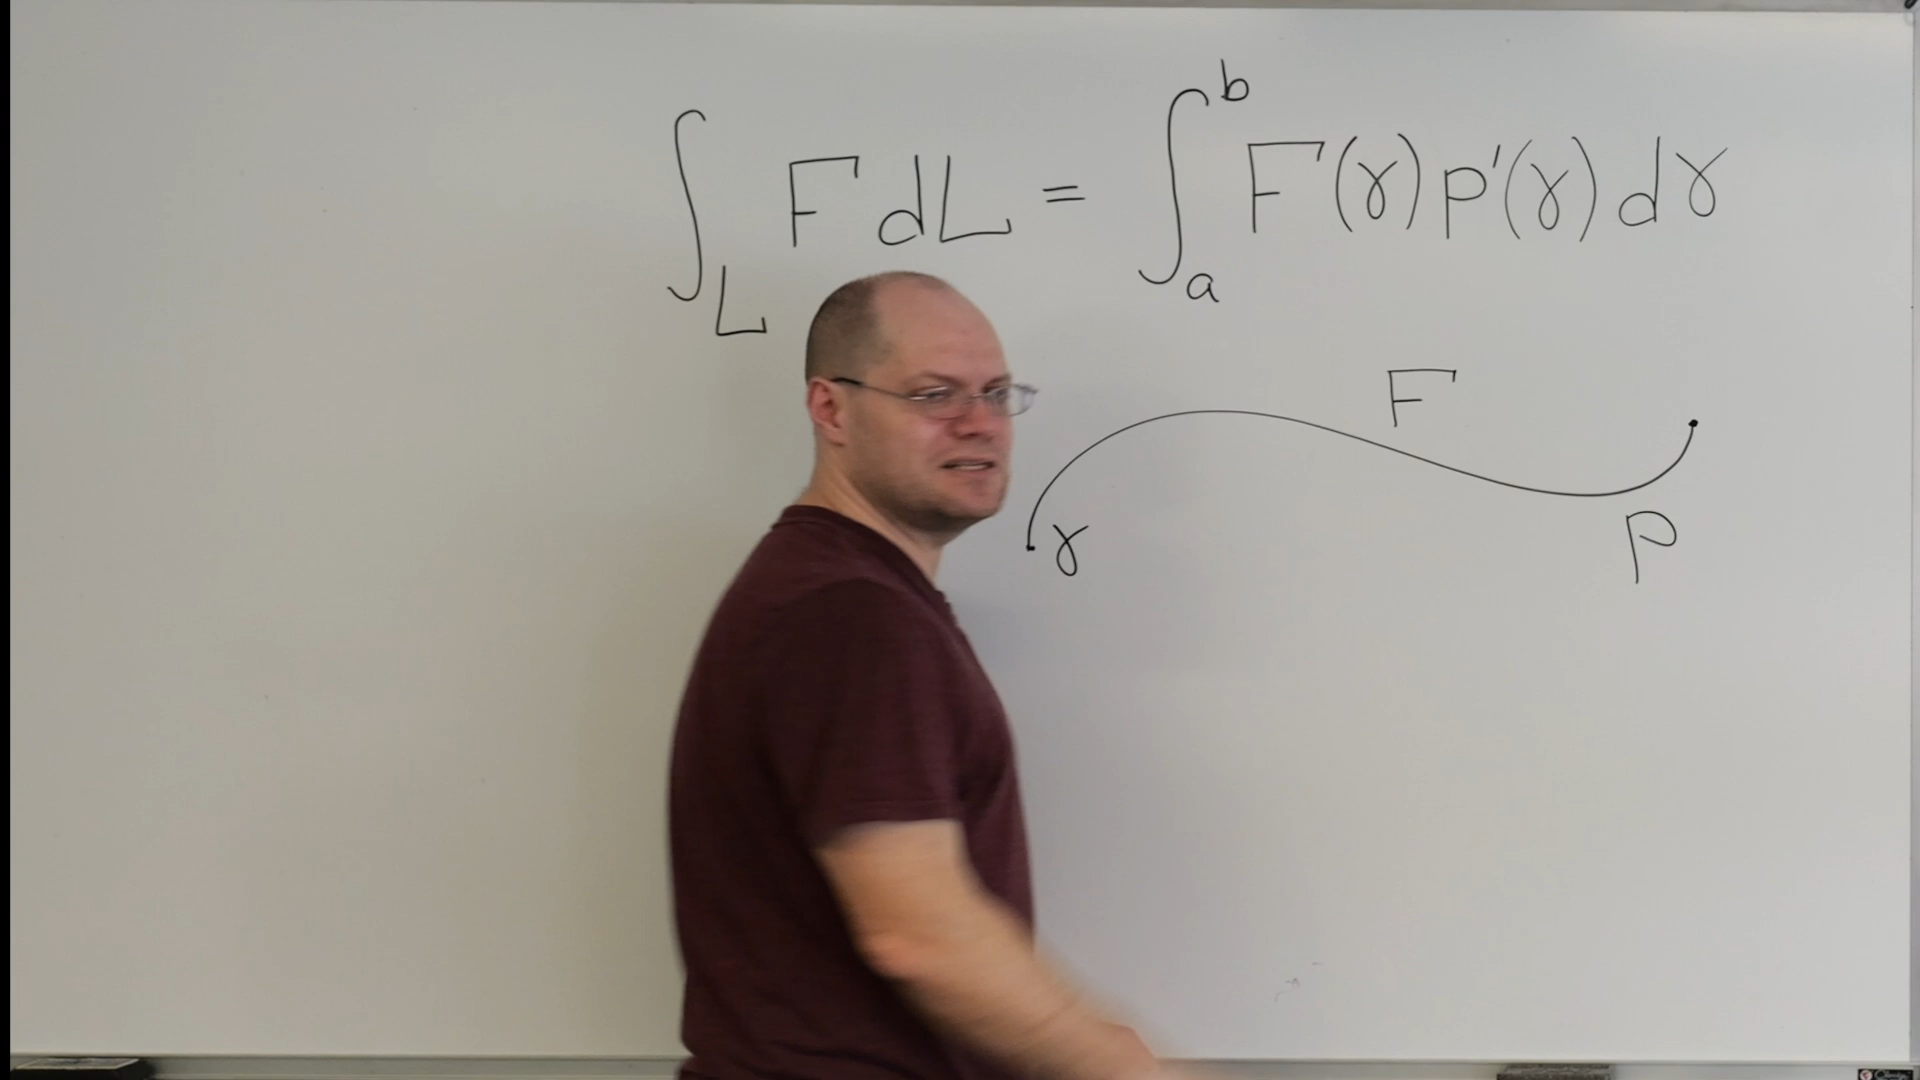 ∫_L F dL = ∫_a^b F(γ) p'(γ) dγ
F
γ
p